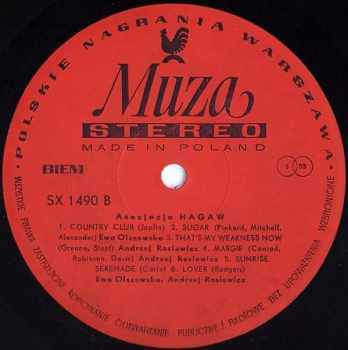 POLSKIE NAGRANIA WARSZAWA
Muza
STEREO
MADE IN POLAND
BIEM
SX 1490 B
Asocjacja HAGAW
1. COUNTRY CLUB (Joplin) 2. SUGAR (Pinkard, Mitchell,
Alexander) Ewa Olszewska 3. THAT'S MY WEAKNESS NOW
(Greene, Stept) Andrzej Rosiewicz 4. MARGIE (Conrad,
Robinson, Davis) Andrzej Rosiewicz 5. SUNRISE
SERENADE (Carle) 6. LOVER (Rodgers)
Ewa Olszewska, Andrzej Rosiewicz
WSZELKIE PRAWA ZASTRZEŻONE KOPIOWANIE ODTWARZANIE PUBLICZNE I RADIOWE BEZ UPOWAŻNIENIA WZBRONIONE